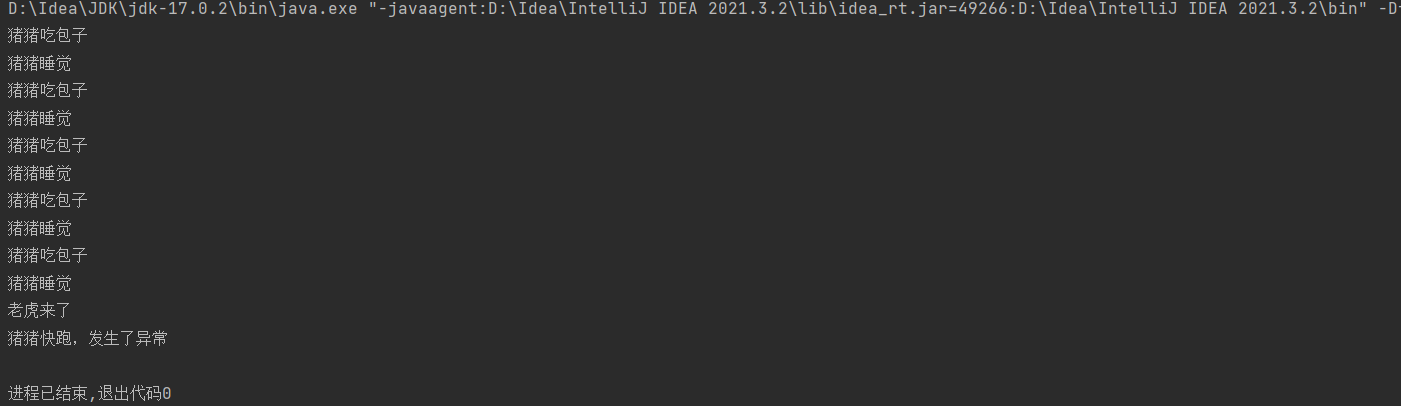 D:\Idea\JDK\jdk-17.0.2\bin\java.exe "-javaagent:D:\Idea\IntelliJ IDEA 2021.3.2\lib\idea_rt.jar=49266:D:\Idea\IntelliJ IDEA 2021.3.2\bin" -D
猪猪吃包子
猪猪睡觉
猪猪吃包子
猪猪睡觉
猪猪吃包子
猪猪睡觉
猪猪吃包子
猪猪睡觉
猪猪吃包子
猪猪睡觉
老虎来了
猪猪快跑，发生了异常
进程已结束,退出代码0